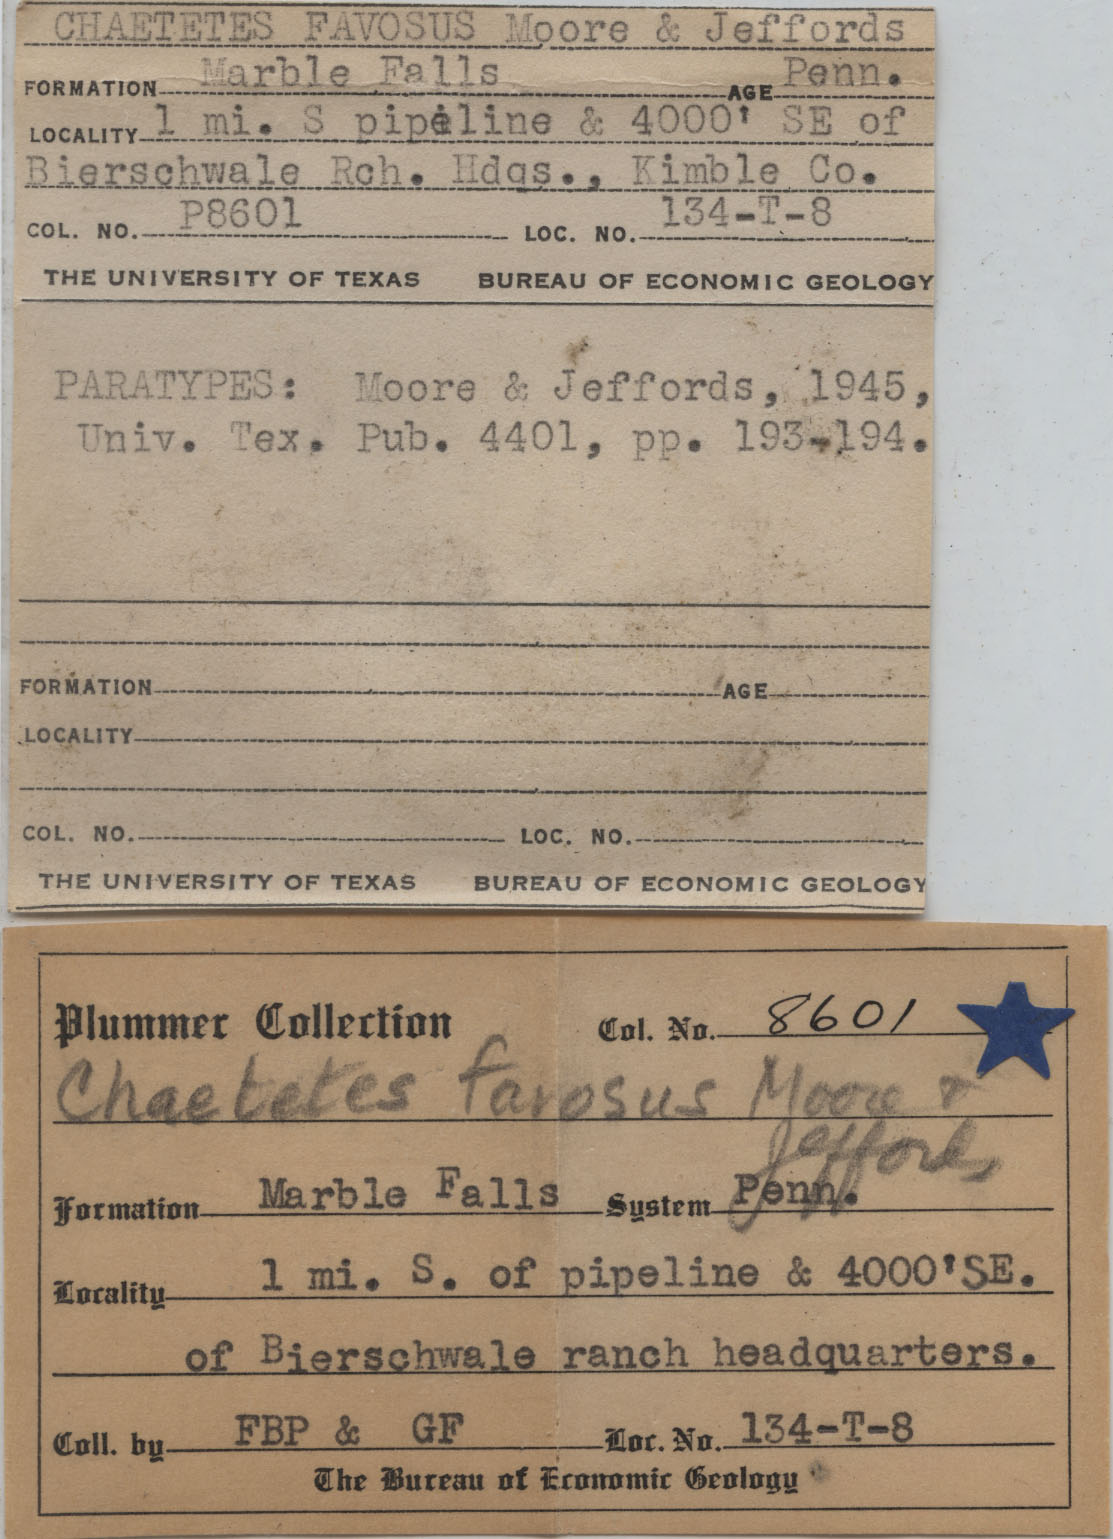 CHAETETES FAVOSUS Moore & Jeffords
FORMATION Marble Falls AGE Penn.
LOCALITY 1 mi. S pipeline & 4000' SE of
Bierschwale Rch. Hdqs., Kimble Co.
COL. NO. P8601 LOC. NO. 134-T-8
THE UNIVERSITY OF TEXAS BUREAU OF ECONOMIC GEOLOGY
PARATYPES: Moore & Jeffords, 1945,
Univ. Tex. Pub. 4401, pp. 193-194.
FORMATION AGE
LOCALITY
COL. NO. LOC. NO.
THE UNIVERSITY OF TEXAS BUREAU OF ECONOMIC GEOLOGY
Plummer Collection Col. No. 8601
Chaetetes favosus Moore &
Jeffords
Formation Marble Falls System Penn.
Locality 1 mi. S. of pipeline & 4000'SE.
of Bierschwale ranch headquarters.
Coll. by FBP & GF Loc. No. 134-T-8
The Bureau of Economic Geology